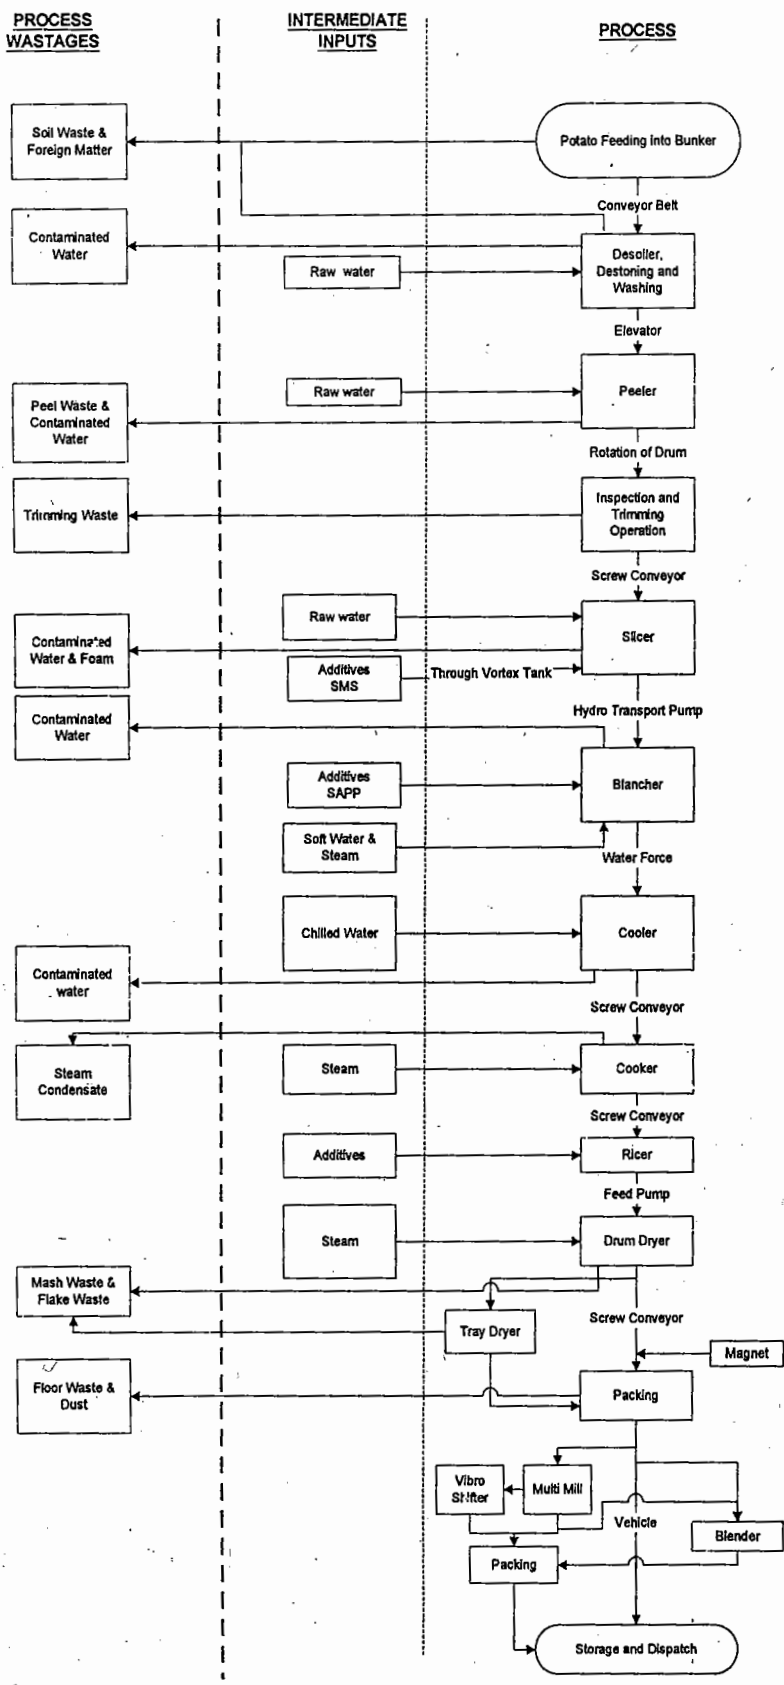 PROCESS
WASTAGES
INTERMEDIATE
INPUTS
PROCESS
Soil Waste &
Foreign Matter
Potato Feeding into Bunker
Conveyor Belt
Contaminated
Water
Raw water
Desoiler,
Destoning and
Washing
Elevator
Peel Waste &
Contaminated
Water
Raw water
Peeler
Rotation of Drum
Trimming Waste
Inspection and
Trimming
Operation
Screw Conveyor
Raw water
Slicer
Contaminated
Water & Foam
Additives
SMS
Through Vortex Tank
Hydro Transport Pump
Contaminated
Water
Additives
SAPP
Blancher
Soft Water &
Steam
Water Force
Chilled Water
Cooler
Contaminated
water
Screw Conveyor
Steam
Condensate
Steam
Cooker
Screw Conveyor
Additives
Ricer
Feed Pump
Steam
Drum Dryer
Mash Waste &
Flake Waste
Screw Conveyor
Tray Dryer
Magnet
Floor Waste &
Dust
Packing
Vibro
Shifter
Multi Mill
Vehicle
Blender
Packing
Storage and Dispatch